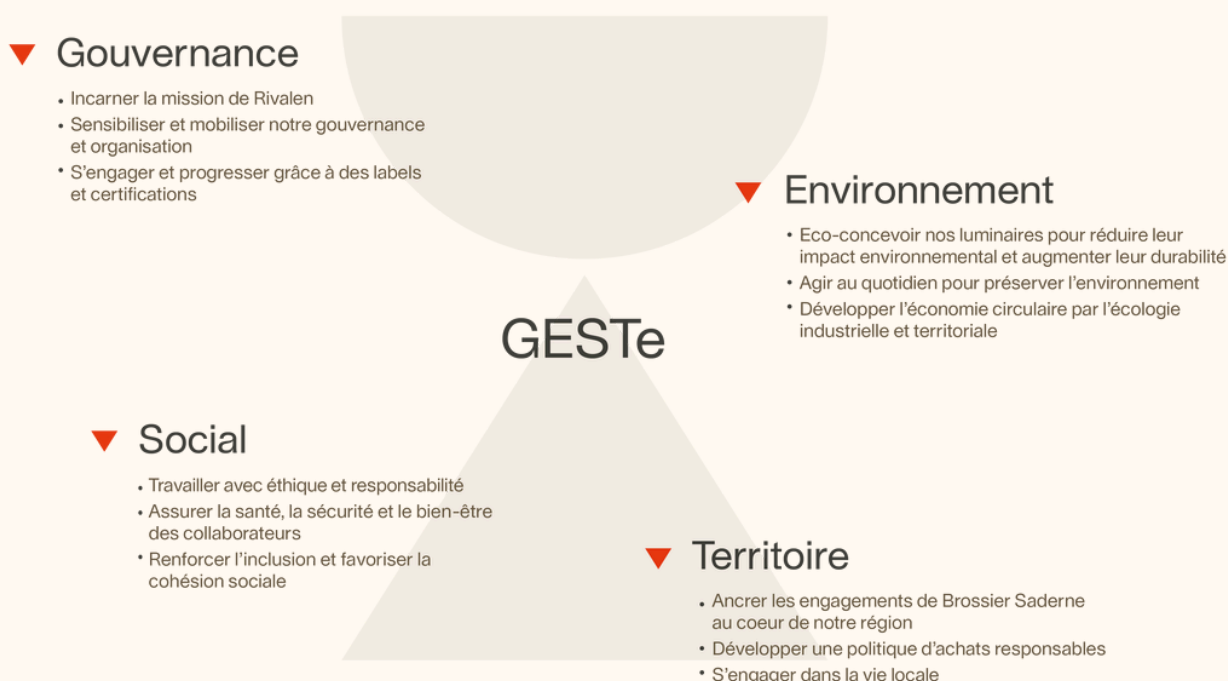 Gouvernance
• Incarner la mission de Rivalen
• Sensibiliser et mobiliser notre gouvernance
et organisation
• S'engager et progresser grâce à des labels
et certifications
Environnement
• Eco-concevoir nos luminaires pour réduire leur
impact environnemental et augmenter leur durabilité
• Agir au quotidien pour préserver l'environnement
• Développer l'économie circulaire par l'écologie
industrielle et territoriale
GESTe
Social
• Travailler avec éthique et responsabilité
• Assurer la santé, la sécurité et le bien-être
des collaborateurs
• Renforcer l'inclusion et favoriser la
cohésion sociale
Territoire
• Ancrer les engagements de Brossier Saderne
au coeur de notre région
• Développer une politique d'achats responsables
• S'engager dans la vie locale